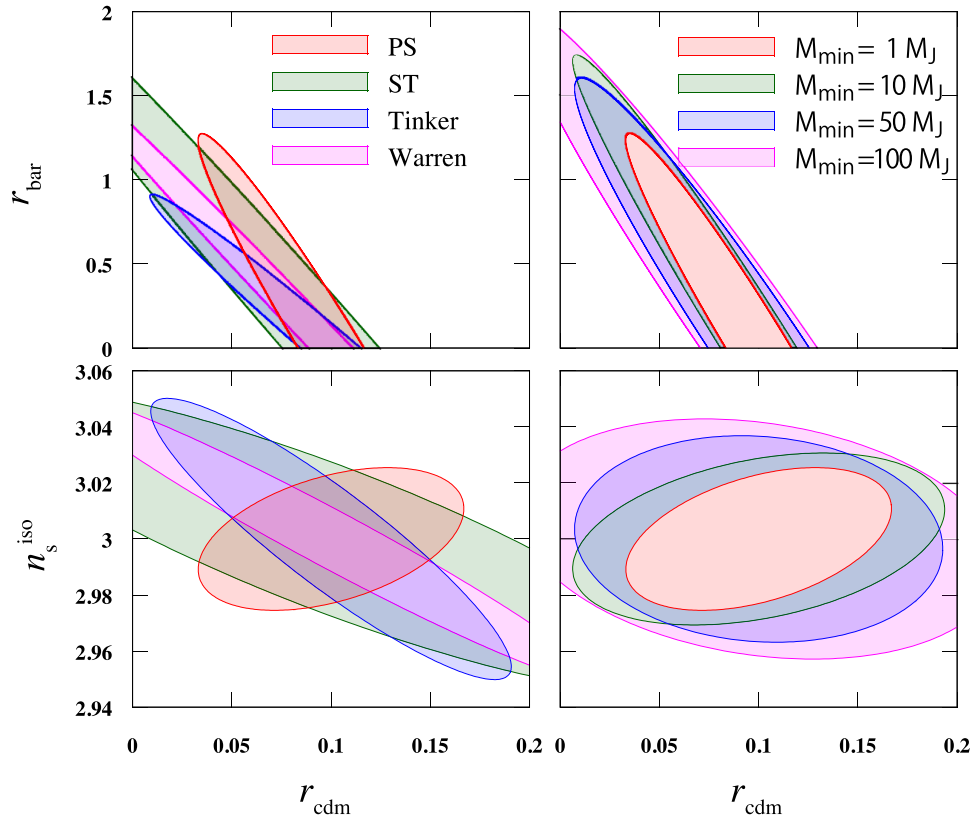 2
1.5
1
0.5
0
r_bar
PS
ST
Tinker
Warren
M_min = 1 M_J
M_min = 10 M_J
M_min = 50 M_J
M_min = 100 M_J
3.06
3.04
3.02
3
2.98
2.96
2.94
n_s^iso
0 0.05 0.1 0.15 0.2
0 0.05 0.1 0.15 0.2
r_cdm
r_cdm